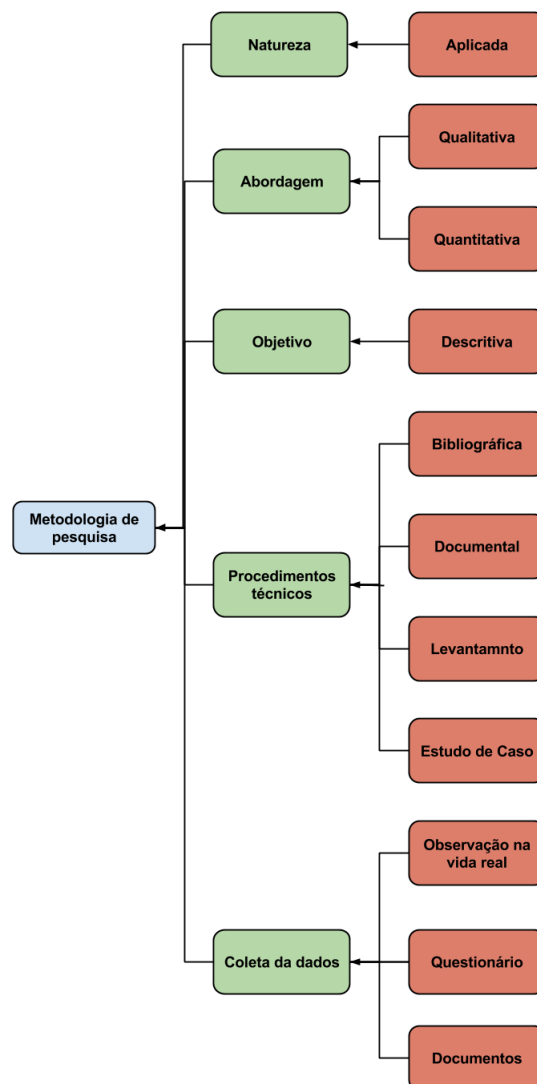 Natureza
Aplicada
Qualitativa
Abordagem
Quantitativa
Objetivo
Descritiva
Bibliográfica
Metodologia de
pesquisa
Documental
Procedimentos
técnicos
Levantamnto
Estudo de Caso
Observação na
vida real
Coleta da dados
Questionário
Documentos